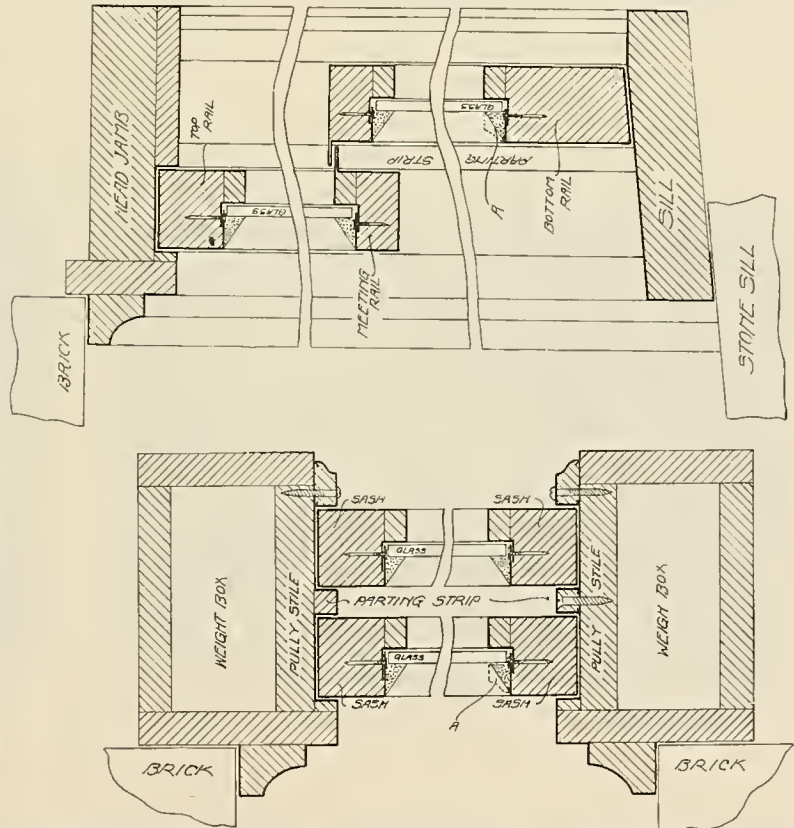 HEAD JAMB
TOP RAIL
GLASS
MEETING RAIL
GLASS
PARTING STRIP
A
BOTTOM RAIL
SILL
BRICK
STONE SILL
SASH
SASH
GLASS
WEIGHT BOX
PULLY STILE
PARTING STRIP
PULLY STILE
WEIGH BOX
GLASS
SASH
A
SASH
BRICK
BRICK